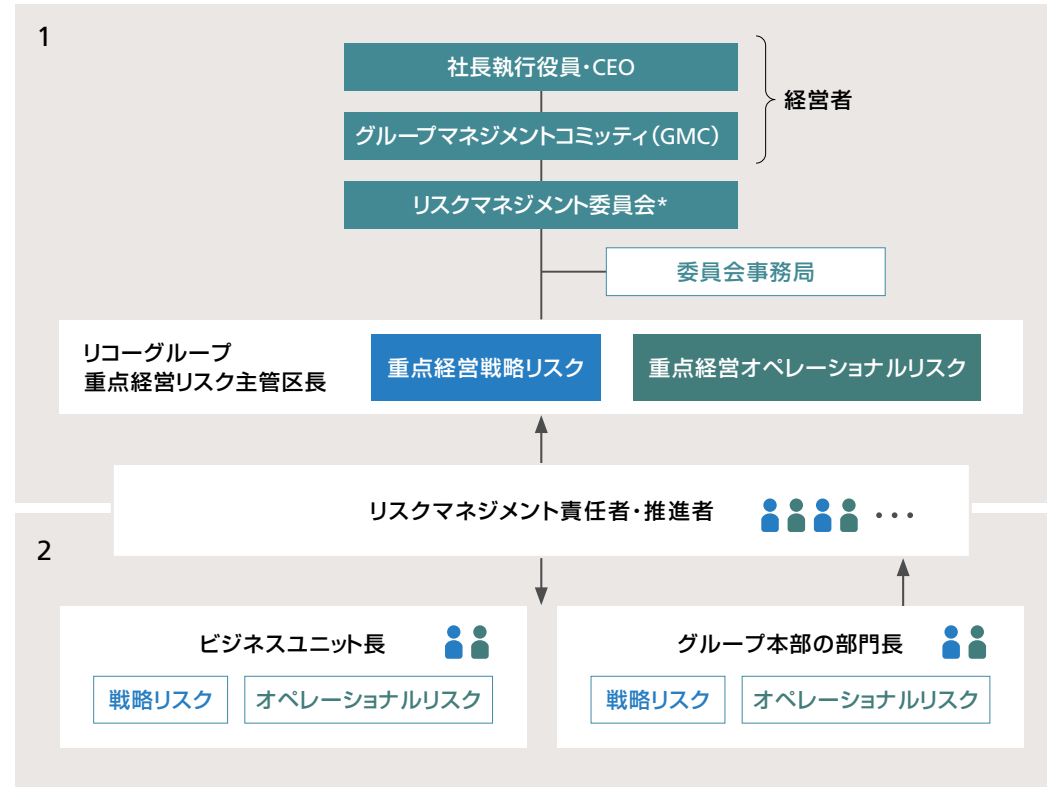 1
社長執行役員・CEO
グループマネジメントコミッティ(GMC)
経営者
リスクマネジメント委員会*
委員会事務局
リコーグループ
重点経営リスク主管区長
重点経営戦略リスク
重点経営オペレーショナルリスク
リスクマネジメント責任者・推進者
・・・
2
ビジネスユニット長
戦略リスク
オペレーショナルリスク
グループ本部の部門長
戦略リスク
オペレーショナルリスク